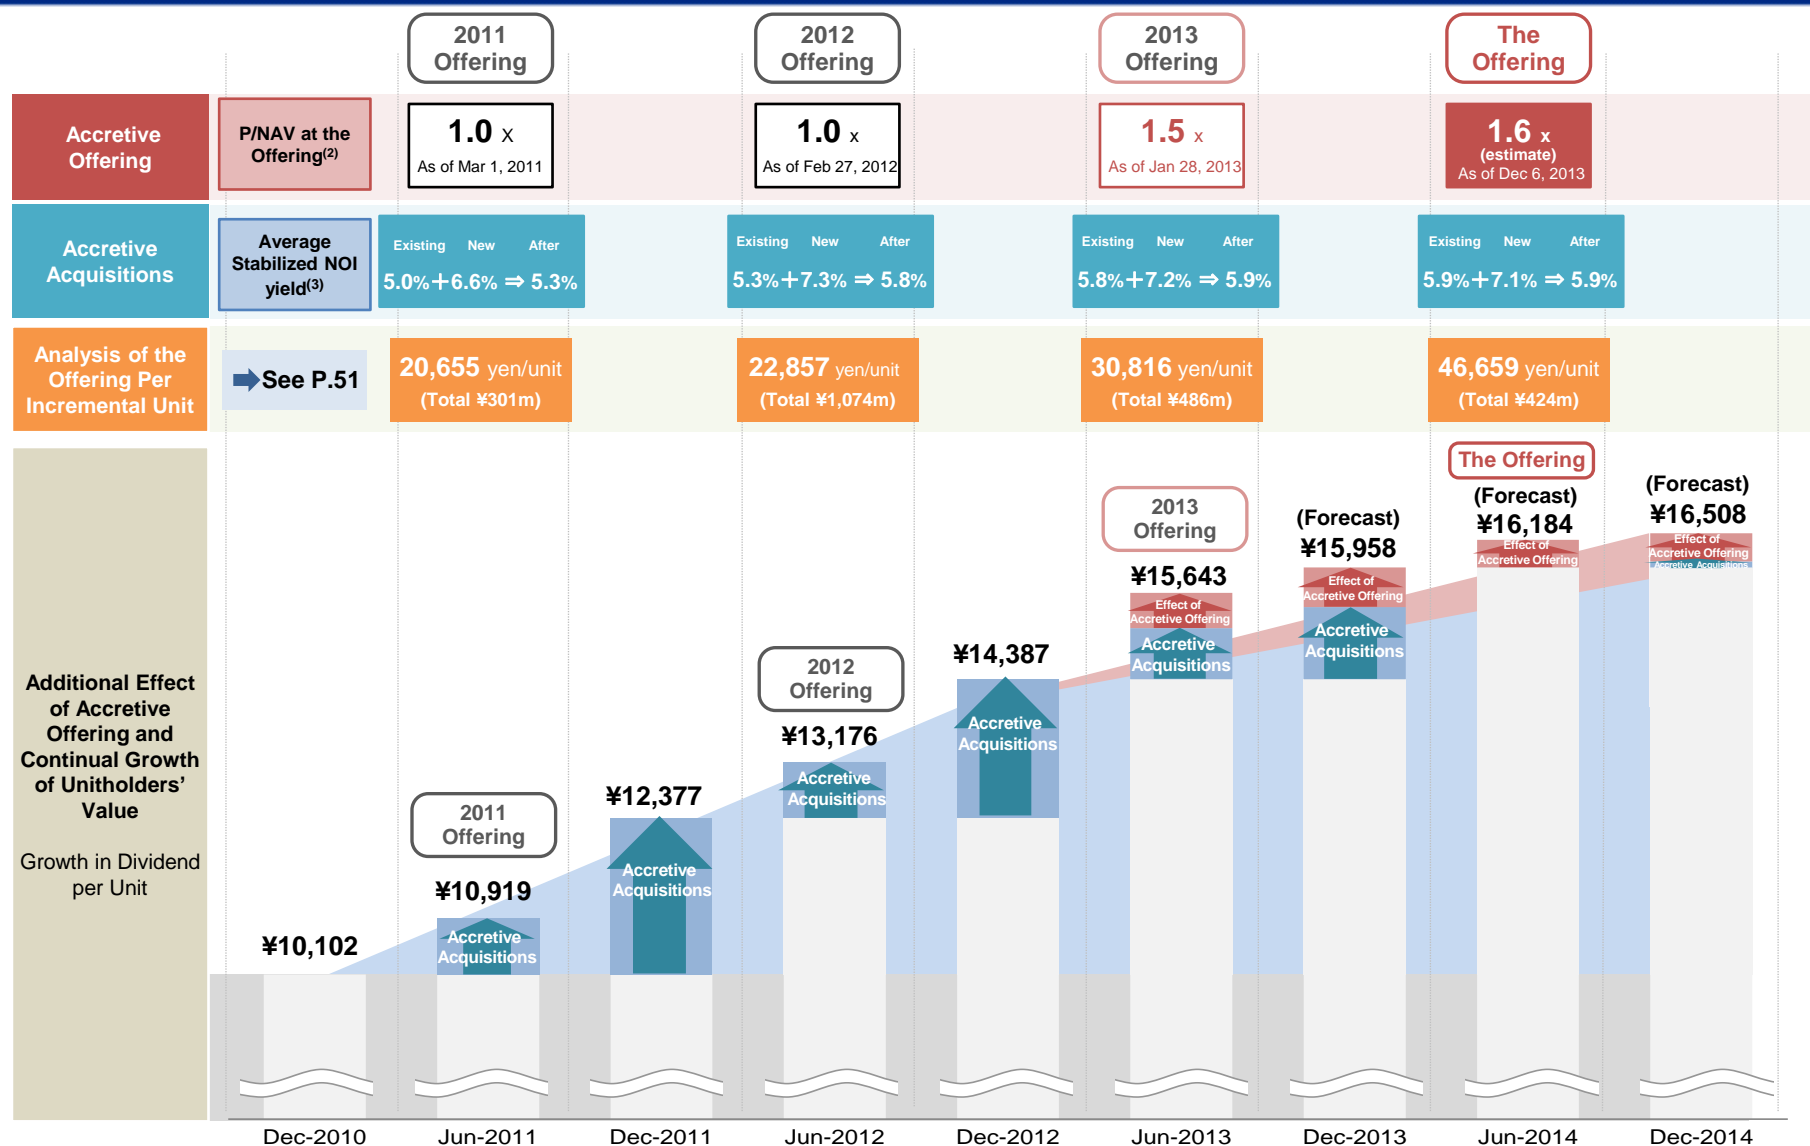 2011
Offering
2012
Offering
2013
Offering
The
Offering
Accretive
Offering
P/NAV at the
Offering(2)
1.0 x
As of Mar 1, 2011
1.0 x
As of Feb 27, 2012
1.5 x
As of Jan 28, 2013
1.6 x
(estimate)
As of Dec 6, 2013
Accretive
Acquisitions
Average
Stabilized NOI
yield(3)
Existing New After
5.0%+6.6% ⇒ 5.3%
Existing New After
5.3%+7.3% ⇒ 5.8%
Existing New After
5.8%+7.2% ⇒ 5.9%
Existing New After
5.9%+7.1% ⇒ 5.9%
Analysis of the
Offering Per
Incremental Unit
See P.51
20,655 yen/unit
(Total ¥301m)
22,857 yen/unit
(Total ¥1,074m)
30,816 yen/unit
(Total ¥486m)
46,659 yen/unit
(Total ¥424m)
Additional Effect
of Accretive
Offering and
Continual Growth
of Unitholders'
Value
Growth in Dividend
per Unit
¥10,102
2011
Offering
¥10,919
Accretive
Acquisitions
¥12,377
Accretive
Acquisitions
2012
Offering
¥13,176
Accretive
Acquisitions
¥14,387
Accretive
Acquisitions
2013
Offering
¥15,643
Effect of
Accretive Offering
Accretive
Acquisitions
(Forecast)
¥15,958
Effect of
Accretive Offering
Accretive
Acquisitions
The Offering
(Forecast)
¥16,184
Effect of
Accretive Offering
(Forecast)
¥16,508
Effect of
Accretive Offering
Accretive Acquisitions
Dec-2010 Jun-2011 Dec-2011 Jun-2012 Dec-2012 Jun-2013 Dec-2013 Jun-2014 Dec-2014